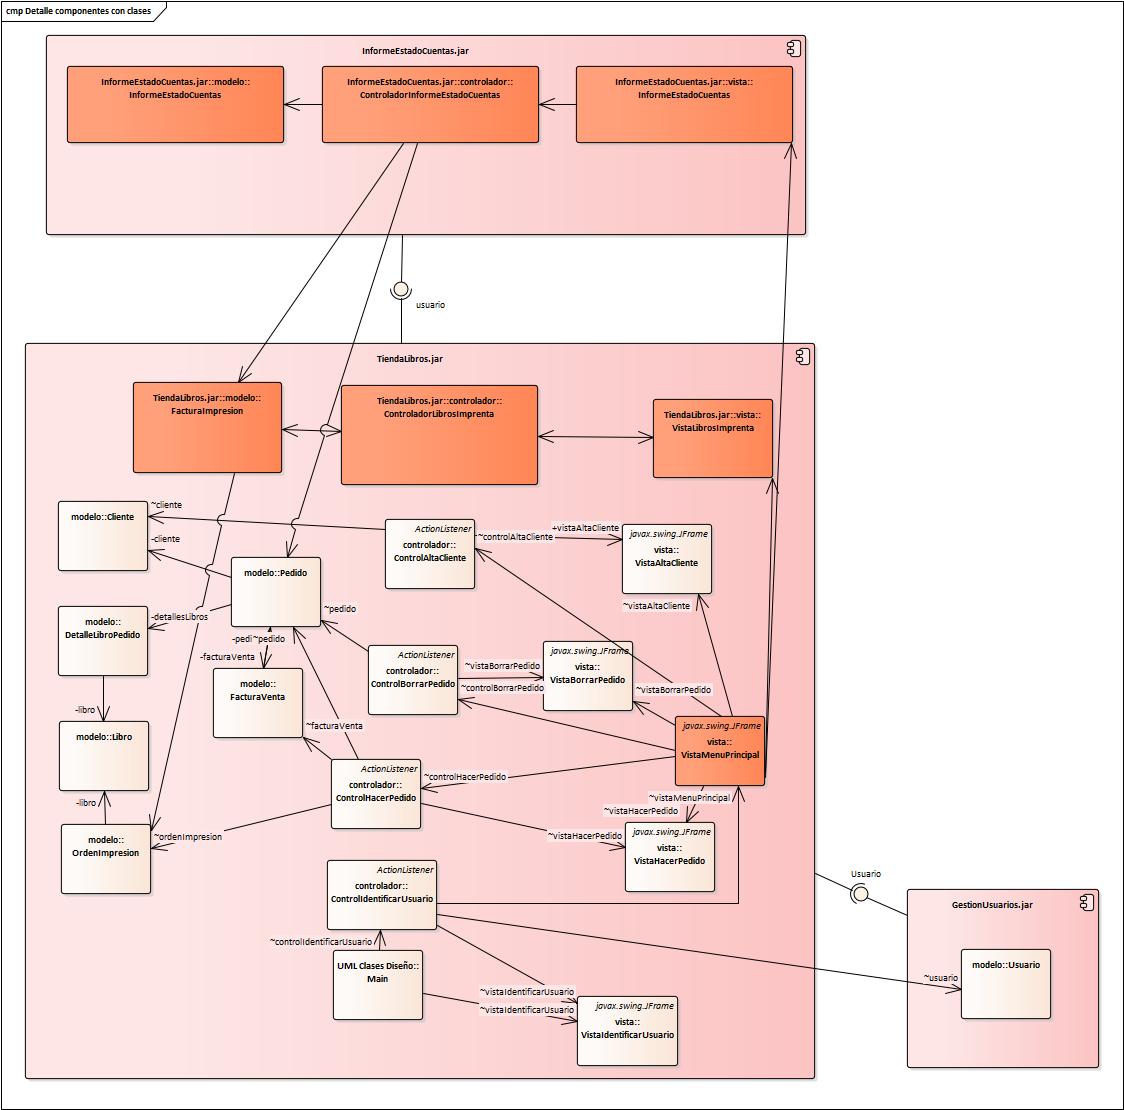 cmp Detalle componentes con clases
InformeEstadoCuentas.jar
InformeEstadoCuentas.jar::modelo::
InformeEstadoCuentas
InformeEstadoCuentas.jar::controlador::
ControladorInformeEstadoCuentas
InformeEstadoCuentas.jar::vista::
InformeEstadoCuentas
usuario
TiendaLibros.jar
TiendaLibros.jar::modelo::
FacturaImpresion
TiendaLibros.jar::controlador::
ControladorLibrosImprenta
TiendaLibros.jar::vista::
VistaLibrosImprenta
modelo::Cliente
~cliente
-cliente
ActionListener
controlador::
ControlAltaCliente
~controlAltaCliente
+vistaAltaCliente
javax.swing.JFrame
vista::
VistaAltaCliente
~vistaAltaCliente
modelo::Pedido
~pedido
modelo::
DetalleLibroPedido
-detallesLibros
-pedi~pedido
-facturaVenta
modelo::
FacturaVenta
~facturaVenta
ActionListener
controlador::
ControlBorrarPedido
~vistaBorrarPedido
~controlBorrarPedido
javax.swing.JFrame
vista::
VistaBorrarPedido
~vistaBorrarPedido
javax.swing.JFrame
vista::
VistaMenuPrincipal
-libro
modelo::Libro
-libro
ActionListener
controlador::
ControlHacerPedido
~controlHacerPedido
~vistaMenuPrincipal
~vistaHacerPedido
~vistaHacerPedido
javax.swing.JFrame
vista::
VistaHacerPedido
modelo::
OrdenImpresion
~ordenImpresion
ActionListener
controlador::
ControlIdentificarUsuario
~controlIdentificarUsuario
UML Clases Diseño::
Main
~vistaIdentificarUsuario
~vistaIdentificarUsuario
javax.swing.JFrame
vista::
VistaIdentificarUsuario
Usuario
GestionUsuarios.jar
~usuario
modelo::Usuario